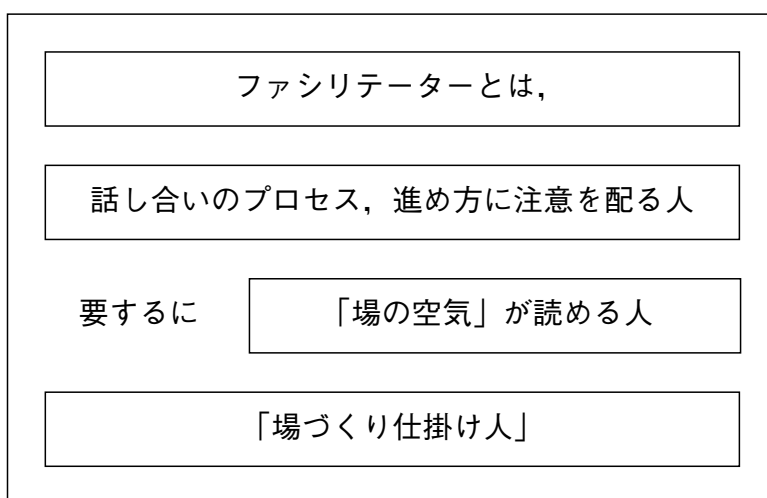 ファシリテーターとは，
話し合いのプロセス，進め方に注意を配る人
要するに 「場の空気」が読める人
「場づくり仕掛け人」